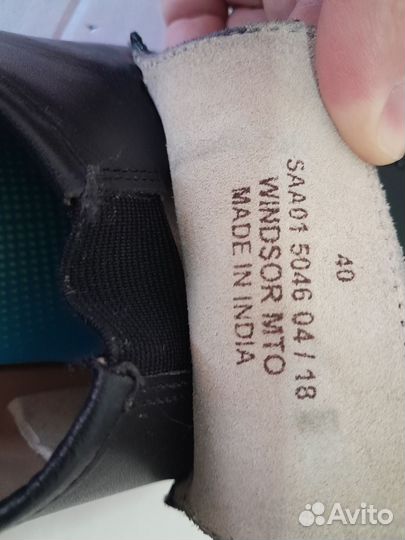 40
SAA01 5046 04 / 18
WINDSOR MTO
MADE IN INDIA
Avito